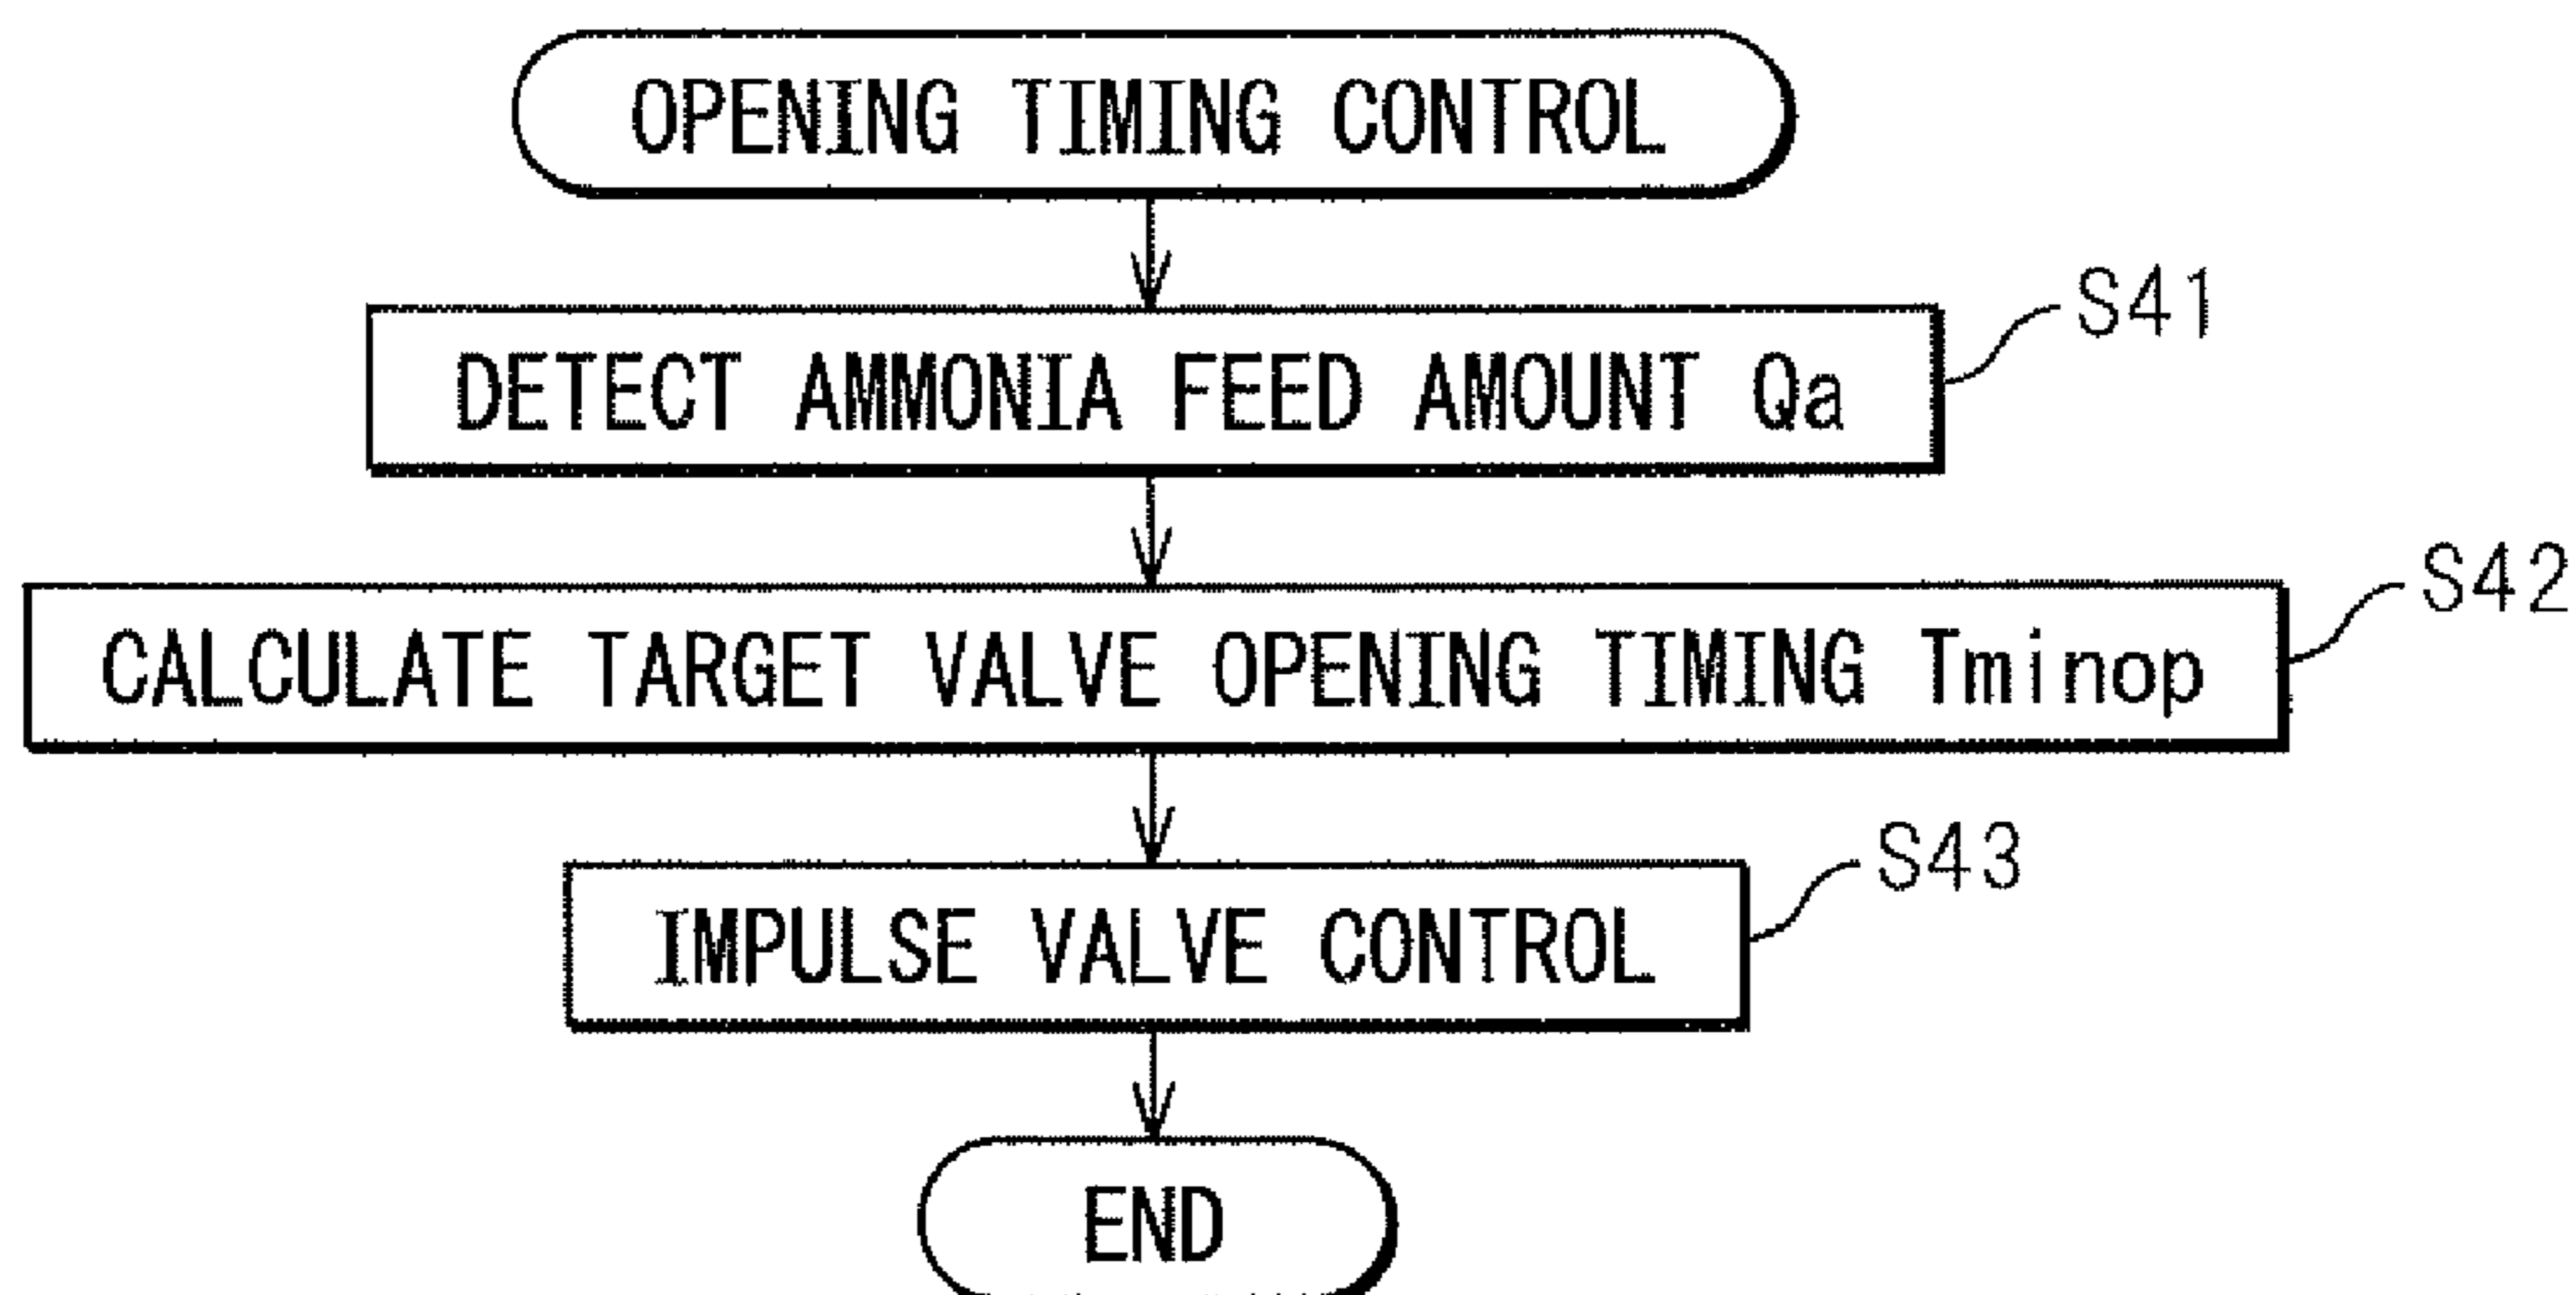 OPENING TIMING CONTROL
S41
DETECT AMMONIA FEED AMOUNT Qa
S42
CALCULATE TARGET VALVE OPENING TIMING Tminop
S43
IMPULSE VALVE CONTROL
END